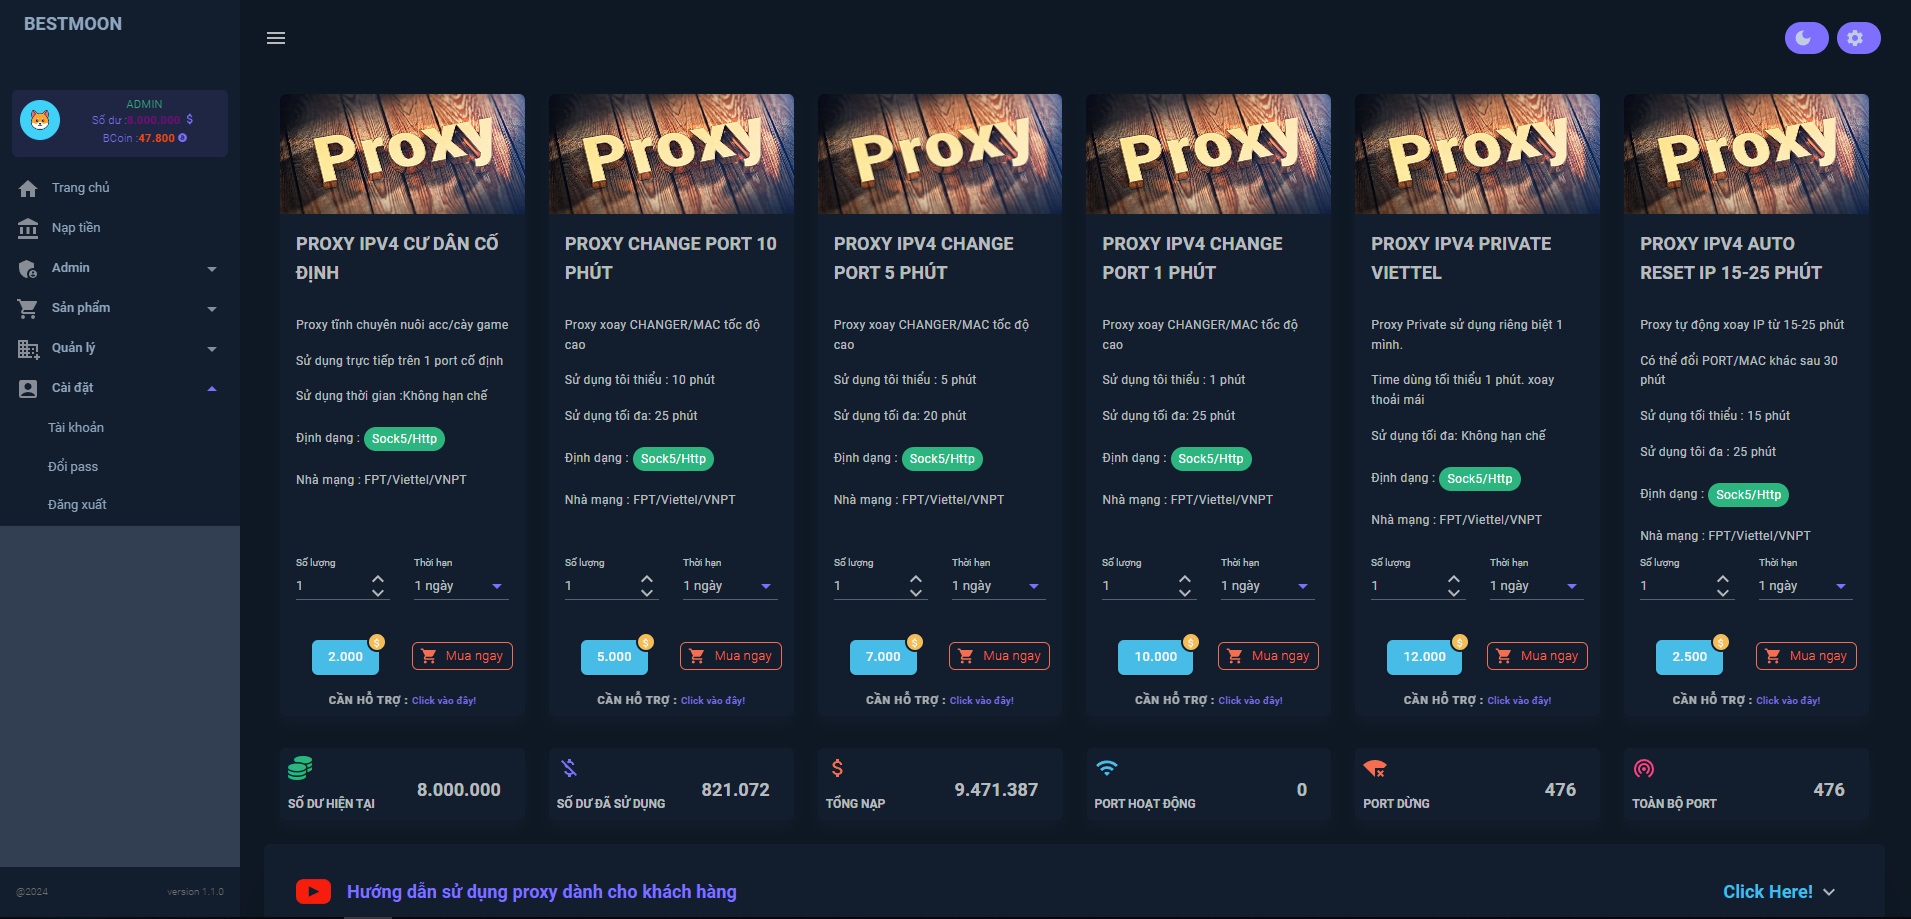 BESTMOON
ADMIN
Số dư :8.000.000 $
BCoin :47.800
Trang chủ
Nạp tiền
Admin
Sản phẩm
Quản lý
Cài đặt
Tài khoản
Đổi pass
Đăng xuất
@2024
version 1.1.0
Proxy
PROXY IPV4 CƯ DÂN CỐ
ĐỊNH
Proxy tĩnh chuyên nuôi acc/cày game
Sử dụng trực tiếp trên 1 port cố định
Sử dụng thời gian :Không hạn chế
Định dạng : Sock5/Http
Nhà mạng : FPT/Viettel/VNPT
Số lượng
Thời hạn
1
1 ngày
2.000
$
Mua ngay
CẦN HỖ TRỢ : Click vào đây!
Proxy
PROXY CHANGE PORT 10
PHÚT
Proxy xoay CHANGER/MAC tốc độ
cao
Sử dụng tôi thiểu : 10 phút
Sử dụng tối đa: 25 phút
Định dạng : Sock5/Http
Nhà mạng : FPT/Viettel/VNPT
Số lượng
Thời hạn
1
1 ngày
5.000
$
Mua ngay
CẦN HỖ TRỢ : Click vào đây!
Proxy
PROXY IPV4 CHANGE
PORT 5 PHÚT
Proxy xoay CHANGER/MAC tốc độ
cao
Sử dụng tôi thiểu : 5 phút
Sử dụng tối đa: 20 phút
Định dạng : Sock5/Http
Nhà mạng : FPT/Viettel/VNPT
Số lượng
Thời hạn
1
1 ngày
7.000
$
Mua ngay
CẦN HỖ TRỢ : Click vào đây!
Proxy
PROXY IPV4 CHANGE
PORT 1 PHÚT
Proxy xoay CHANGER/MAC tốc độ
cao
Sử dụng tôi thiểu : 1 phút
Sử dụng tối đa: 25 phút
Định dạng : Sock5/Http
Nhà mạng : FPT/Viettel/VNPT
Số lượng
Thời hạn
1
1 ngày
10.000
$
Mua ngay
CẦN HỖ TRỢ : Click vào đây!
Proxy
PROXY IPV4 PRIVATE
VIETTEL
Proxy Private sử dụng riêng biệt 1
mình.
Time dùng tối thiểu 1 phút. xoay
thoải mái
Sử dụng tối đa: Không hạn chế
Định dạng : Sock5/Http
Nhà mạng : FPT/Viettel/VNPT
Số lượng
Thời hạn
1
1 ngày
12.000
$
Mua ngay
CẦN HỖ TRỢ : Click vào đây!
Proxy
PROXY IPV4 AUTO
RESET IP 15-25 PHÚT
Proxy tự động xoay IP từ 15-25 phút
Có thể đổi PORT/MAC khác sau 30
phút
Sử dụng tối thiểu : 15 phút
Sử dụng tôi đa : 25 phút
Định dạng : Sock5/Http
Nhà mạng : FPT/Viettel/VNPT
Số lượng
Thời hạn
1
1 ngày
2.500
$
Mua ngay
CẦN HỖ TRỢ : Click vào đây!
SỐ DƯ HIỆN TẠI
8.000.000
SỐ DƯ ĐÃ SỬ DỤNG
821.072
TỔNG NẠP
9.471.387
PORT HOẠT ĐỘNG
0
PORT DỪNG
476
TOÀN BỘ PORT
476
Hướng dẫn sử dụng proxy dành cho khách hàng
Click Here!